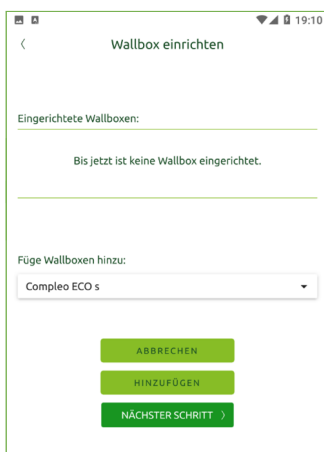 19:10
Wallbox einrichten
Eingerichtete Wallboxen:
Bis jetzt ist keine Wallbox eingerichtet.
Füge Wallboxen hinzu:
Compleo ECO s
ABBRECHEN
HINZUFÜGEN
NÄCHSTER SCHRITT